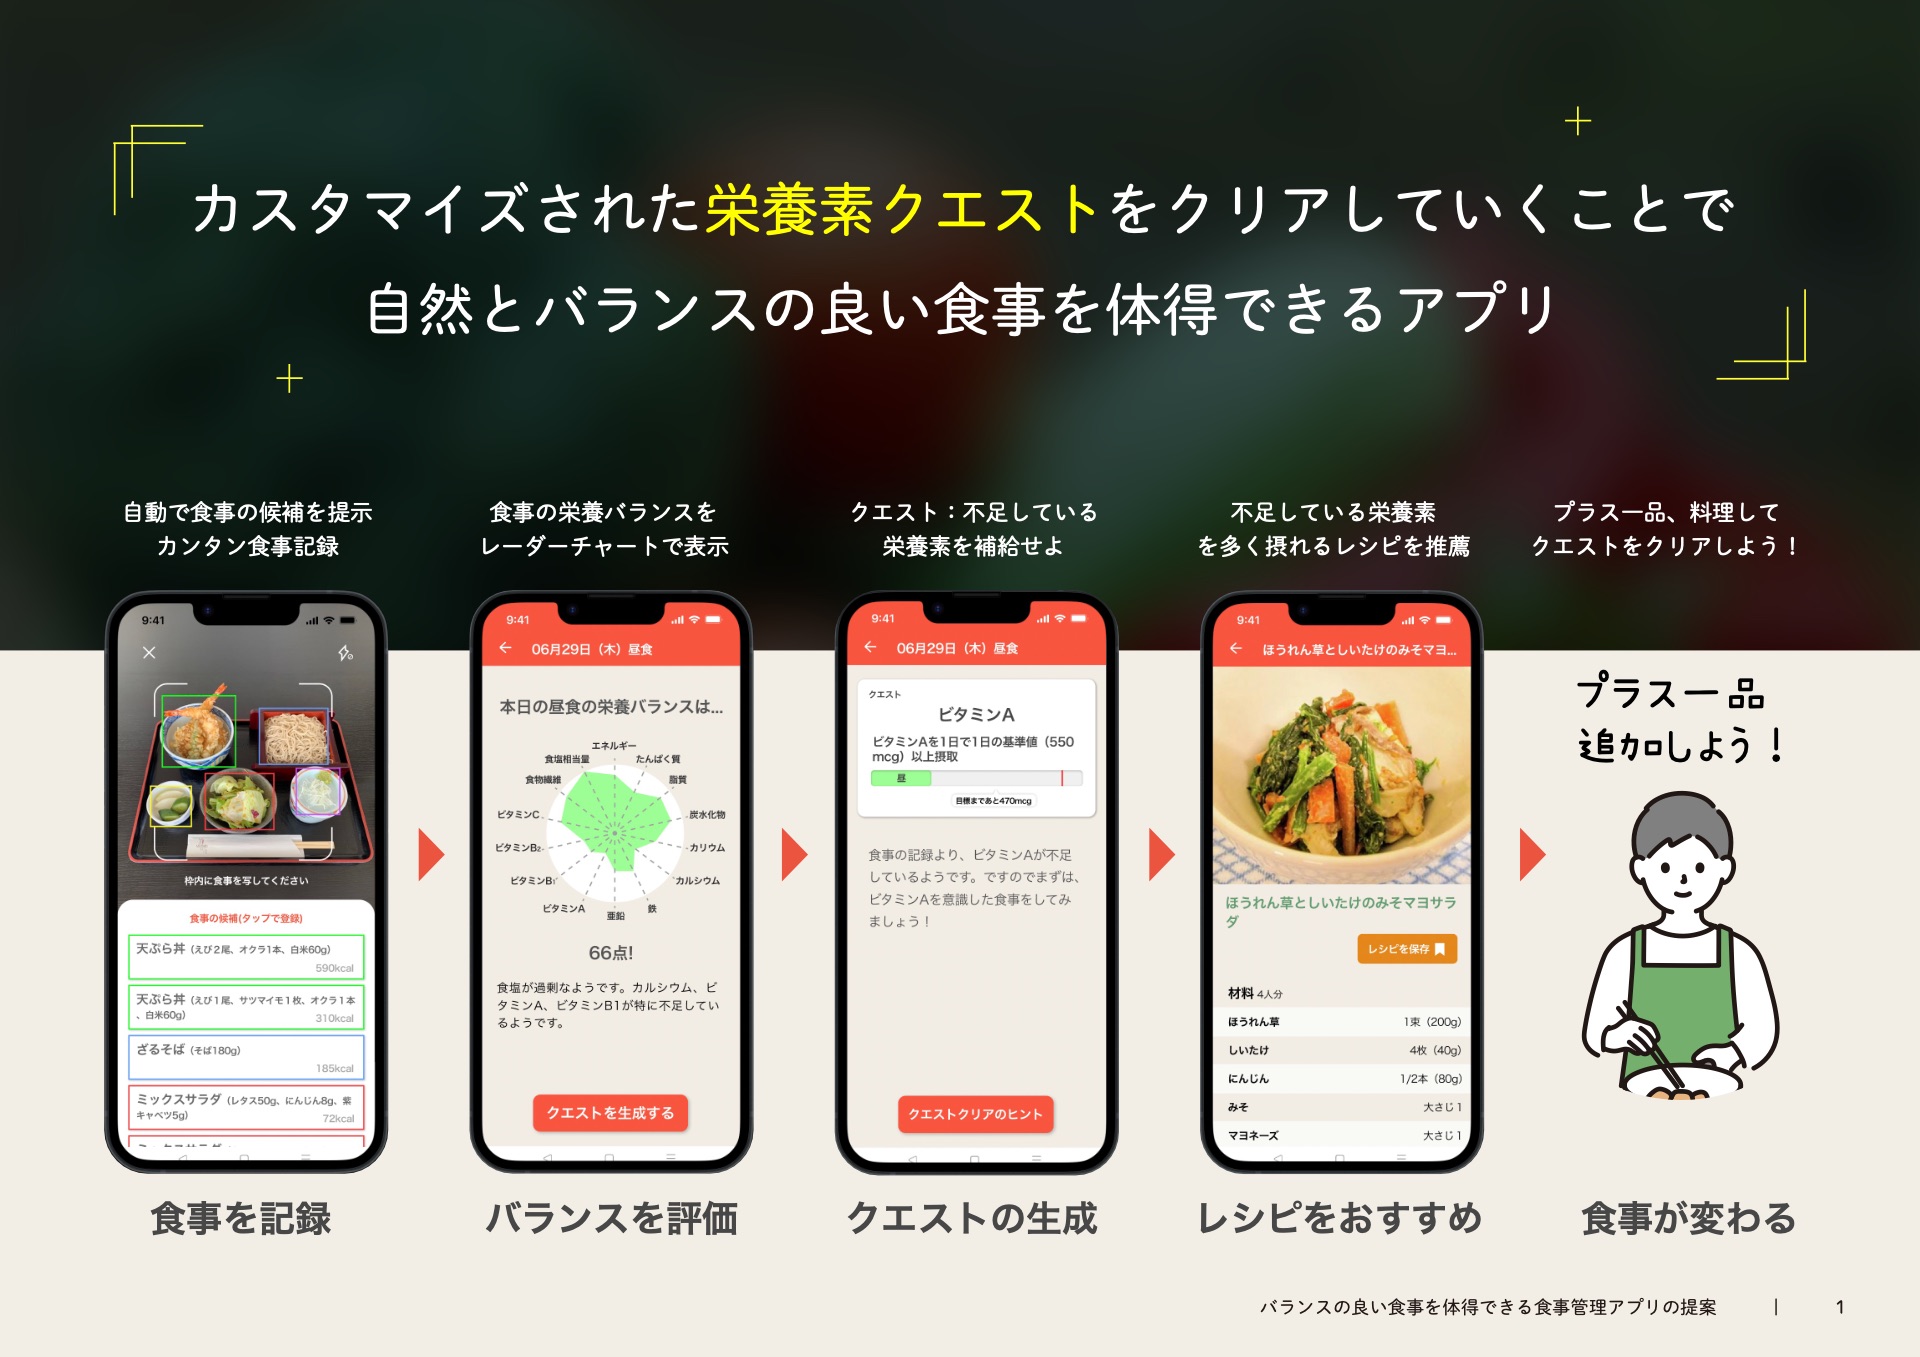 カスタマイズされた栄養素クエストをクリアしていくことで
自然とバランスの良い食事を体得できるアプリ
自動で食事の候補を提示
カンタン食事記録
食事の栄養バランスを
レーダーチャートで表示
クエスト：不足している
栄養素を補給せよ
不足している栄養素
を多く摂れるレシピを推薦
プラス一品、料理して
クエストをクリアしよう！
9:41
枠内に食事を写してください
食事の候補(タップで登録)
天ぷら丼（えび２尾、オクラ1本、白米60g）
590kcal
天ぷら丼（えび１尾、サツマイモ１枚、オクラ１本
、白米60g）
310kcal
ざるそば（そば180g）
185kcal
ミックスサラダ（レタス50g、にんじん8g、紫
キャベツ5g）
72kcal
食事を記録
9:41
06月29日（木）昼食
本日の昼食の栄養バランスは...
エネルギー
たんぱく質
脂質
炭水化物
カリウム
カルシウム
鉄
亜鉛
ビタミンA
ビタミンB₁
ビタミンB₂
ビタミンC
食物繊維
食塩相当量
66点!
食塩が過剰なようです。カルシウム、ビ
タミンA、ビタミンB1が特に不足してい
るようです。
クエストを生成する
バランスを評価
9:41
06月29日（木）昼食
クエスト
ビタミンA
ビタミンAを1日で1日の基準値（550
mcg）以上摂取
昼
目標まであと470mcg
食事の記録より、ビタミンAが不足
しているようです。ですのでまずは、
ビタミンAを意識した食事をしてみ
ましょう！
クエストクリアのヒント
クエストの生成
9:41
ほうれん草としいたけのみそマヨ...
ほうれん草としいたけのみそマヨサラ
ダ
レシピを保存
材料 4人分
ほうれん草 1束（200g）
しいたけ 4枚（40g）
にんじん 1/2本（80g）
みそ 大さじ１
マヨネーズ 大さじ１
レシピをおすすめ
プラス一品
追加しよう！
食事が変わる
バランスの良い食事を体得できる食事管理アプリの提案 | 1